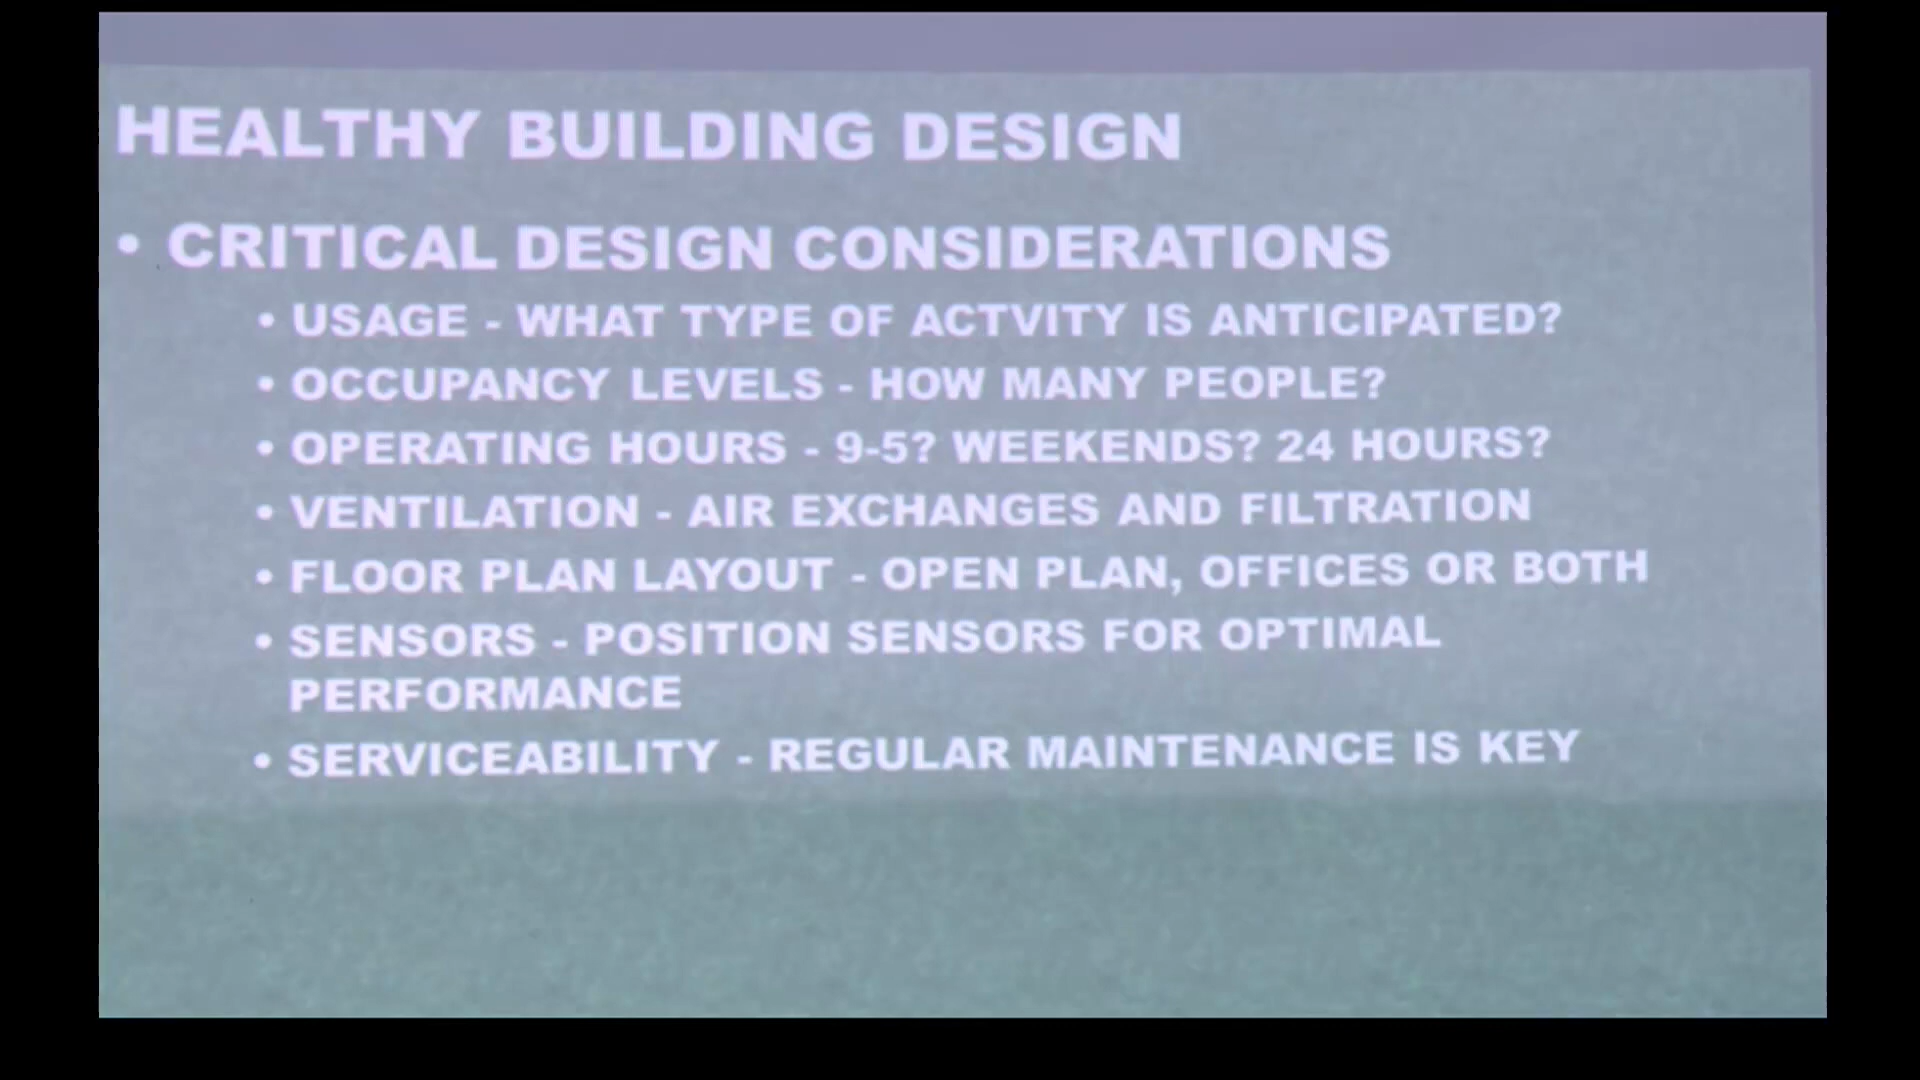 HEALTHY BUILDING DESIGN
• CRITICAL DESIGN CONSIDERATIONS
• USAGE - WHAT TYPE OF ACTVITY IS ANTICIPATED?
• OCCUPANCY LEVELS - HOW MANY PEOPLE?
• OPERATING HOURS - 9-5? WEEKENDS? 24 HOURS?
• VENTILATION - AIR EXCHANGES AND FILTRATION
• FLOOR PLAN LAYOUT - OPEN PLAN, OFFICES OR BOTH
• SENSORS - POSITION SENSORS FOR OPTIMAL
PERFORMANCE
• SERVICEABILITY - REGULAR MAINTENANCE IS KEY